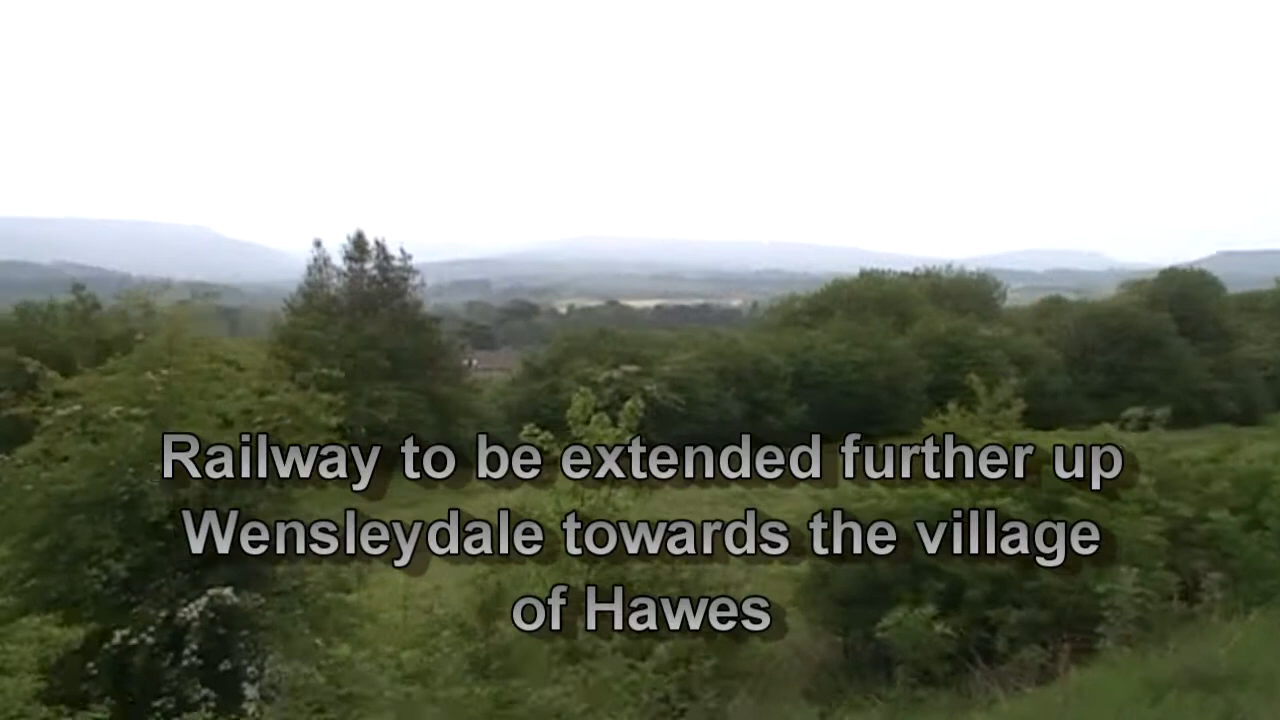 Railway to be extended further up
Wensleydale towards the village
of Hawes